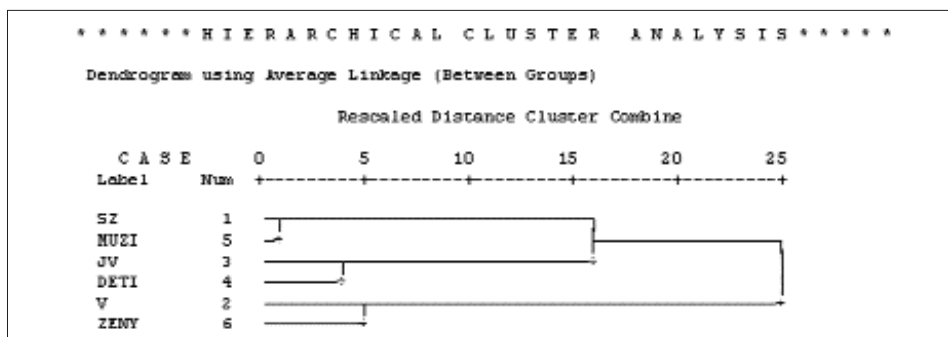 * * * * * * H I E R A R C H I C A L   C L U S T E R   A N A L Y S I S * * * * *
Dendrogram using Average Linkage (Between Groups)
Rescaled Distance Cluster Combine
C A S E 0 5 10 15 20 25
Label Num +---------+---------+---------+---------+---------+
SZ 1
MUZI 5
JV 3
DETI 4
V 2
ZENY 6